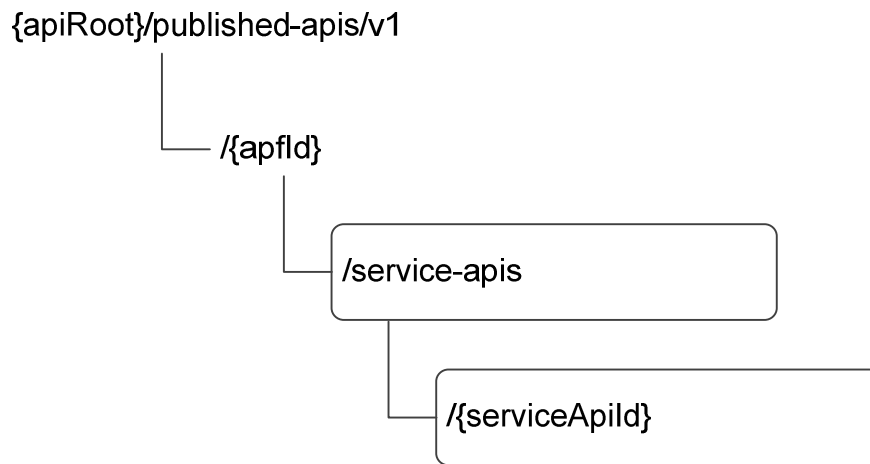 {apiRoot}/published-apis/v1
/{apfId}
/service-apis
/{serviceApiId}